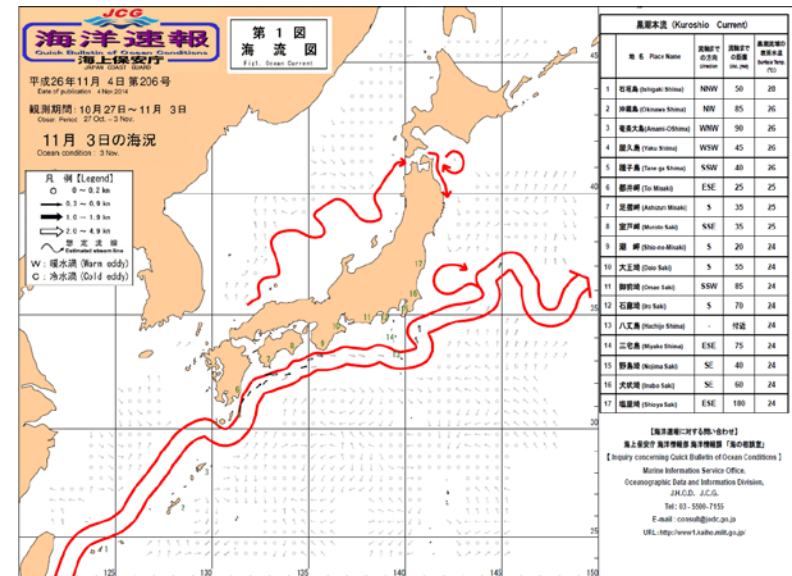 JCG
海洋速報
Quick Bulletin of Ocean Conditions
海上保安庁
JAPAN COAST GUARD
平成26年11月 4日 第206号
Date of publication 4 Nov 2014
観測期間: 10月27日~11月 3日
Obser. Period 27 Oct. - 3 Nov.
11月 3日の海況
Ocean condition : 3 Nov.
第1図
海流図
Fig1. Ocean Current
凡例【Legend】
0~0.2 kn
0.3~0.9 kn
1.0~1.9 kn
2.0~4.9 kn
想定流線
Estimated stream line
W:暖水渦 (Warm eddy)
C:冷水渦 (Cold eddy)
45
40
35
30
25
125 130 135 140 145 150
黒潮本流 (Kuroshio Current)
地名 Place Name 流軸までの方向 Direction 流軸までの距離 黒潮流域の表面水温 Surface Temp. (℃)
1 石垣島 (Ishigaki Shima) NNW 50 28
2 沖縄島 (Okinawa Shima) NW 85 26
3 奄美大島 (Amami-OShima) WNW 90 26
4 屋久島 (Yaku Shima) WSW 45 26
5 種子島 (Tane ga Shima) SSW 40 26
6 都井岬 (Toi Misaki) ESE 25 25
7 足摺岬 (Ashizuri Misaki) S 35 25
8 室戸岬 (Muroto Saki) SSE 35 25
9 潮岬 (Shio-no-Misaki) S 20 24
10 大王埼 (Daio Saki) S 55 24
11 御前埼 (Omae Saki) SSW 85 24
12 石廊埼 (Iro Saki) S 70 24
13 八丈島 (Hachijo Shima) - 付近 24
14 三宅島 (Miyake Shima) ESE 75 24
15 野島埼 (Nojima Saki) SE 40 24
16 犬吠埼 (Inubo Saki) SE 60 24
17 塩屋埼 (Shioya Saki) ESE 180 24
【海洋速報に対する問い合わせ】
海上保安庁 海洋情報部 海洋情報課 「海の相談室」
【 Inquiry concerning Quick Bulletin of Ocean Conditions 】
Marine Information Service Office,
Oceanographic Data and Information Division,
J.H.O.D. J.C.G.
Tel : 03 - 5500 - 7155
E-mail : consult@jodc.go.jp
URL : http://www1.kaiho.mlit.go.jp/